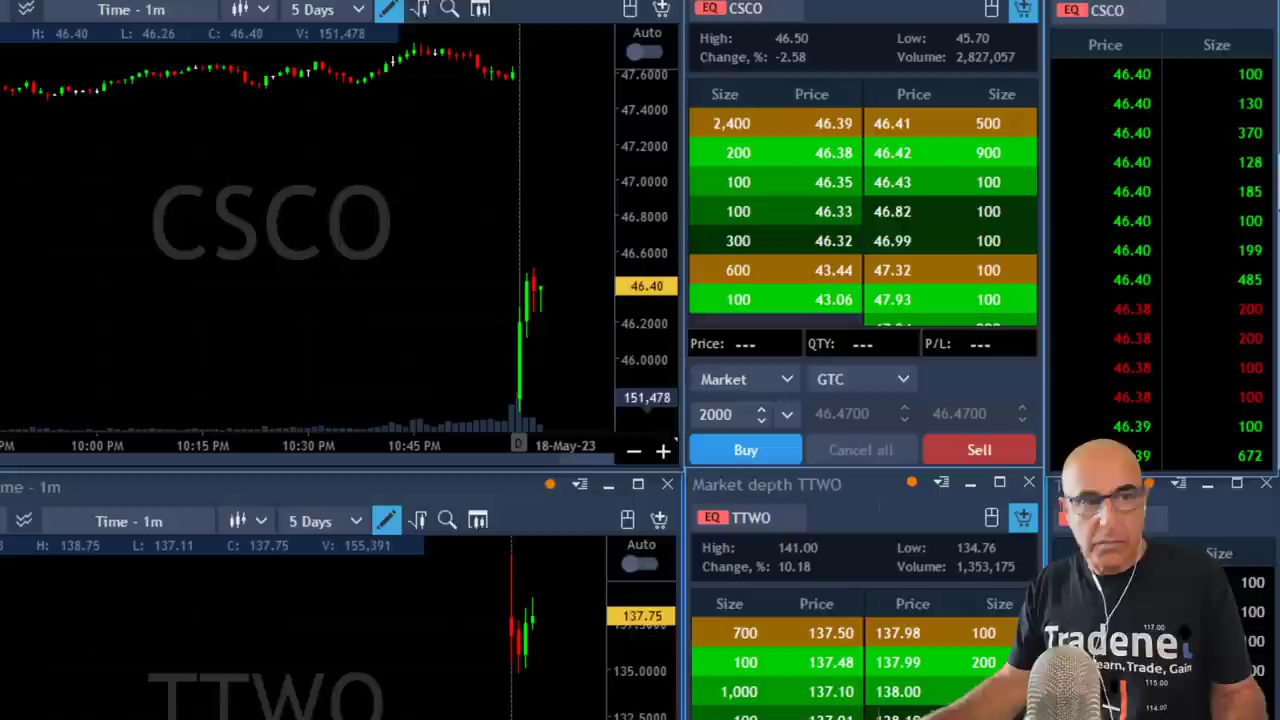 Time - 1m 5 Days
H: 46.40 L: 46.26 C: 46.40 V: 151,478
Auto
47.6000
47.4000
47.2000
47.0000
46.8000
46.6000
46.40
46.2000
46.0000
151,478
CSCO
PM 10:00 PM 10:15 PM 10:30 PM 10:45 PM D 18-May-23
EQ CSCO
High: 46.50 Low: 45.70
Change, %: -2.58 Volume: 2,827,057
Size Price Price Size
2,400 46.39 46.41 500
200 46.38 46.42 900
100 46.35 46.43 100
100 46.33 46.82 100
300 46.32 46.99 100
600 43.44 47.32 100
100 43.06 47.93 100
Price: --- QTY: --- P/L: ---
Market GTC
2000 46.4700 46.4700
Buy Cancel all Sell
EQ CSCO
Price Size
46.40 100
46.40 130
46.40 370
46.40 128
46.40 185
46.40 100
46.40 199
46.40 485
46.38 200
46.38 200
46.38 100
46.38 100
46.39 100
39 672
me - 1m
Time - 1m 5 Days
H: 138.75 L: 137.11 C: 137.75 V: 155,391
Auto
137.75
135.0000
132.5000
TTWO
Market depth TTWO
EQ TTWO
High: 141.00 Low: 134.76
Change, %: 10.18 Volume: 1,353,175
Size Price Price Size
700 137.50 137.98 100
100 137.48 137.99 200
1,000 137.10 138.00
Size
100
100
100
Tradenet
Learn, Trade, Gain
117.00
115.00
114.00